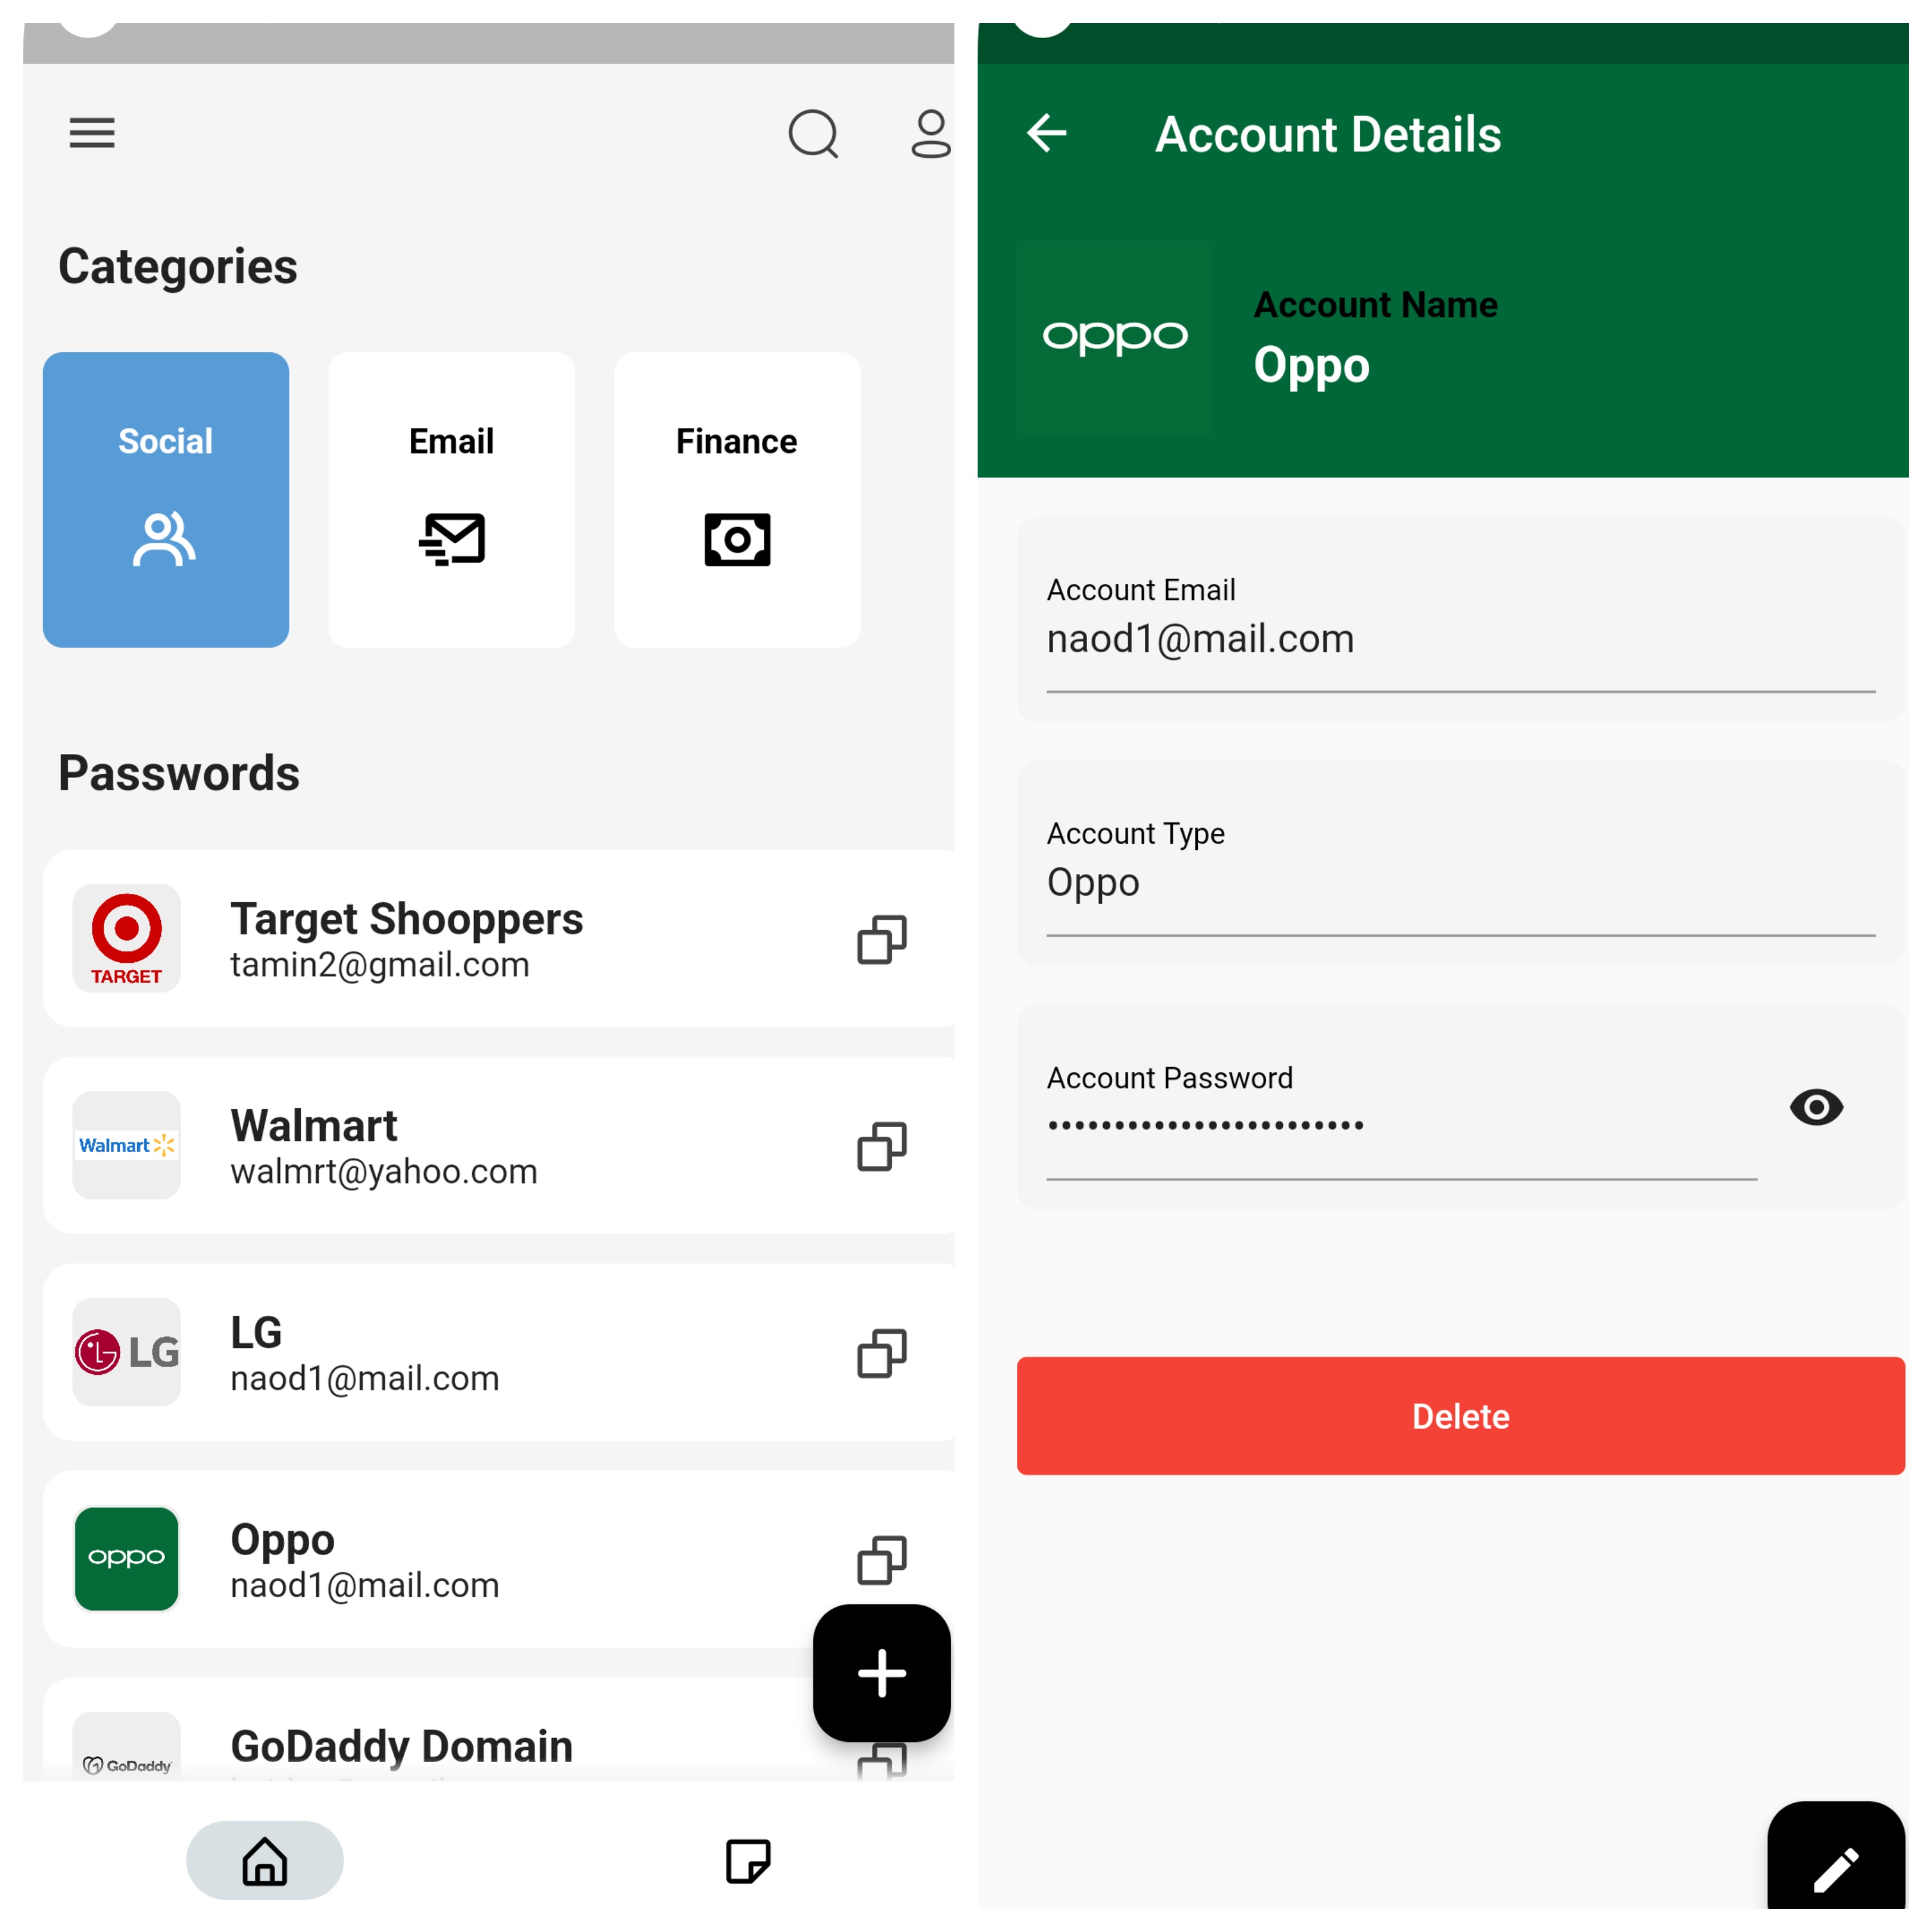 Categories
Social
Email
Finance
Passwords
TARGET
Target Shooppers
tamin2@gmail.com
Walmart
Walmart
walmrt@yahoo.com
LG
LG
naod1@mail.com
oppo
Oppo
naod1@mail.com
GoDaddy
GoDaddy Domain
Account Details
oppo
Account Name
Oppo
Account Email
naod1@mail.com
Account Type
Oppo
Account Password
••••••••••••••••••••••••
Delete